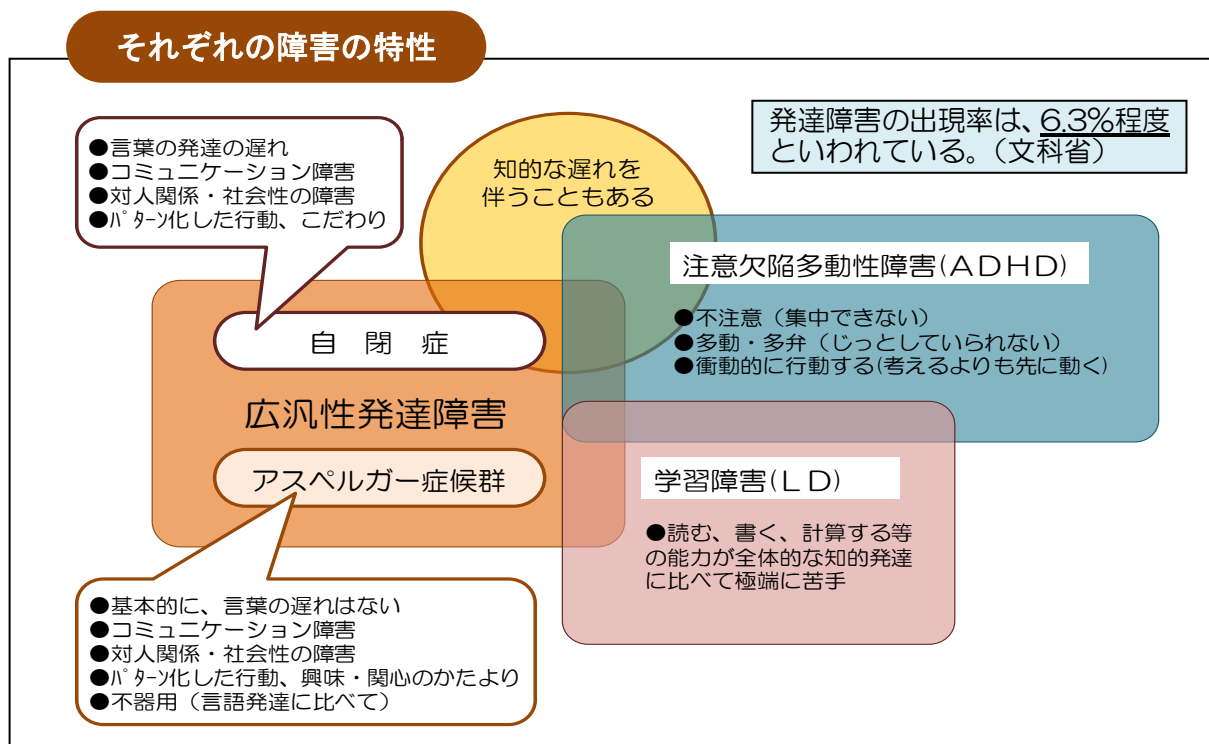 それぞれの障害の特性
発達障害の出現率は、6.3%程度
といわれている。（文科省）
●言葉の発達の遅れ
●コミュニケーション障害
●対人関係・社会性の障害
●ﾊﾟﾀｰﾝ化した行動、こだわり
知的な遅れを
伴うこともある
注意欠陥多動性障害(ＡＤＨＤ)
●不注意（集中できない）
●多動・多弁（じっとしていられない）
●衝動的に行動する(考えるよりも先に動く)
自　閉　症
広汎性発達障害
アスペルガー症候群
学習障害(ＬＤ)
●読む、書く、計算する等
の能力が全体的な知的発達
に比べて極端に苦手
●基本的に、言葉の遅れはない
●コミュニケーション障害
●対人関係・社会性の障害
●ﾊﾟﾀｰﾝ化した行動、興味・関心のかたより
●不器用（言語発達に比べて）